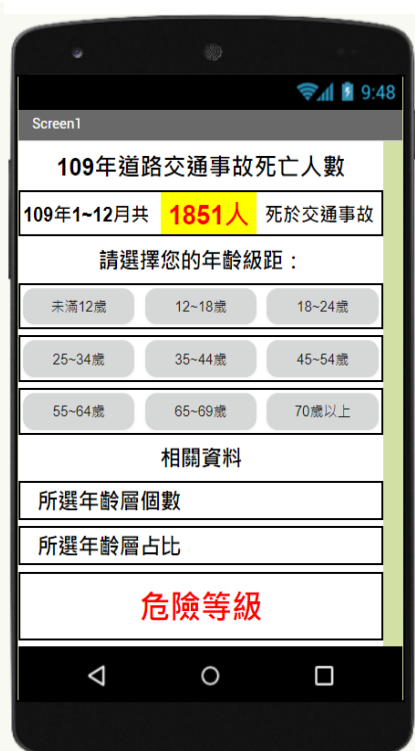 9:48
Screen1
109年道路交通事故死亡人數
109年1~12月共 1851人 死於交通事故
請選擇您的年齡級距：
未滿12歲 12~18歲 18~24歲
25~34歲 35~44歲 45~54歲
55~64歲 65~69歲 70歲以上
相關資料
所選年齡層個數
所選年齡層占比
危險等級